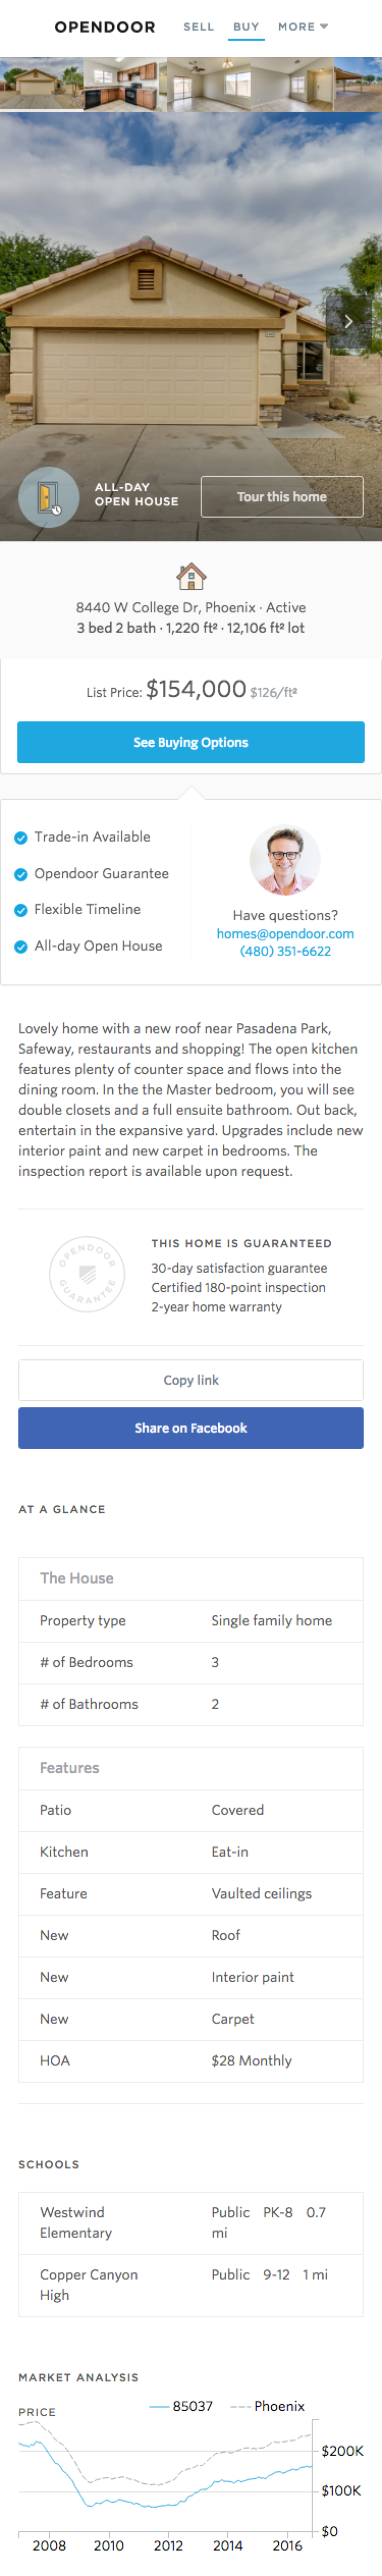 OPENDOOR SELL BUY MORE
ALL-DAY
OPEN HOUSE
Tour this home
8440 W College Dr, Phoenix · Active
3 bed 2 bath · 1,220 ft² · 12,106 ft² lot
List Price: $154,000 $126/ft²
See Buying Options
Trade-in Available
Opendoor Guarantee
Flexible Timeline
All-day Open House
Have questions?
homes@opendoor.com
(480) 351-6622
Lovely home with a new roof near Pasadena Park,
Safeway, restaurants and shopping! The open kitchen
features plenty of counter space and flows into the
dining room. In the the Master bedroom, you will see
double closets and a full ensuite bathroom. Out back,
entertain in the expansive yard. Upgrades include new
interior paint and new carpet in bedrooms. The
inspection report is available upon request.
OPENDOOR
GUARANTEE
THIS HOME IS GUARANTEED
30-day satisfaction guarantee
Certified 180-point inspection
2-year home warranty
Copy link
Share on Facebook
AT A GLANCE
The House
Property type Single family home
# of Bedrooms 3
# of Bathrooms 2
Features
Patio Covered
Kitchen Eat-in
Feature Vaulted ceilings
New Roof
New Interior paint
New Carpet
HOA $28 Monthly
SCHOOLS
Westwind Public PK-8 0.7
Elementary mi
Copper Canyon Public 9-12 1 mi
High
MARKET ANALYSIS
PRICE 85037 Phoenix
$200K
$100K
$0
2008 2010 2012 2014 2016